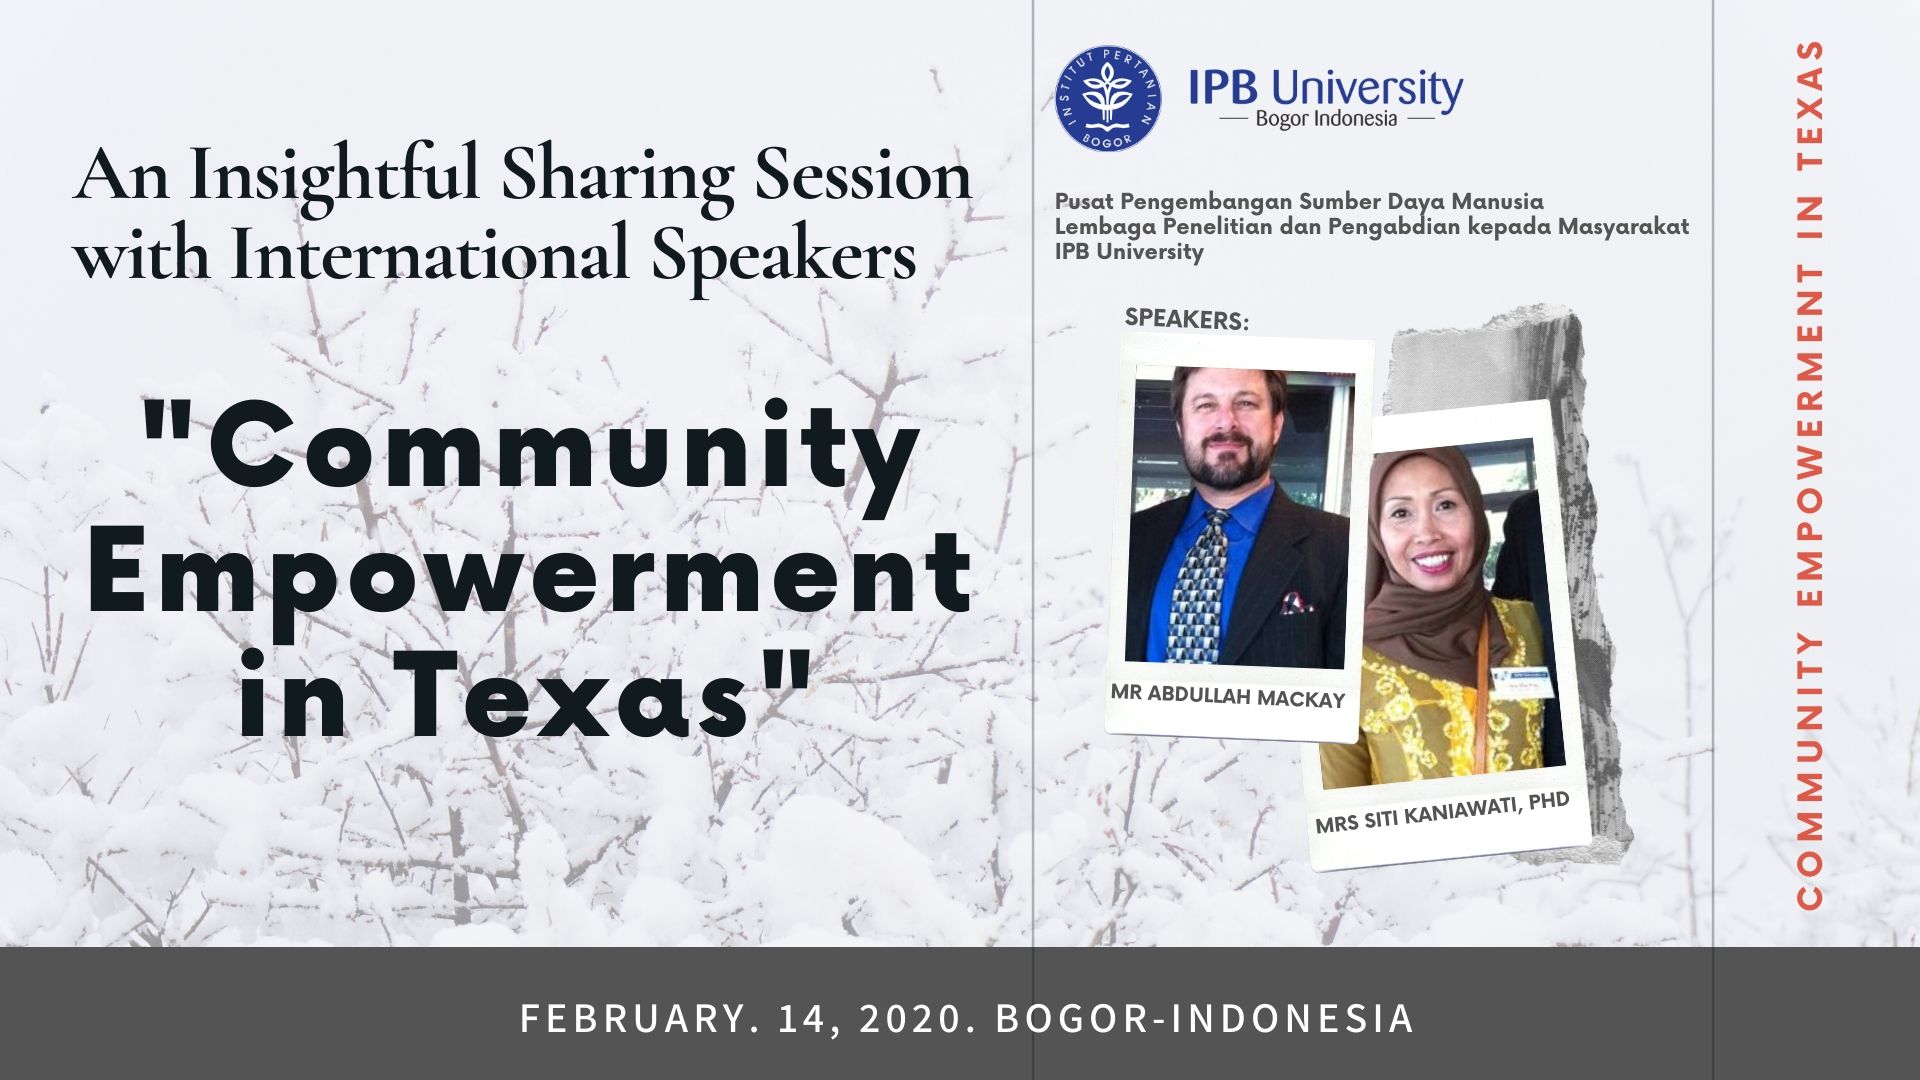 An Insightful Sharing Session
with International Speakers
"Community
Empowerment
in Texas"
INSTITUT PERTANIAN
BOGOR
IPB University
Bogor Indonesia
Pusat Pengembangan Sumber Daya Manusia
Lembaga Penelitian dan Pengabdian kepada Masyarakat
IPB University
SPEAKERS:
MR ABDULLAH MACKAY
MRS SITI KANIAWATI, PHD
COMMUNITY EMPOWERMENT IN TEXAS
FEBRUARY. 14, 2020. BOGOR-INDONESIA